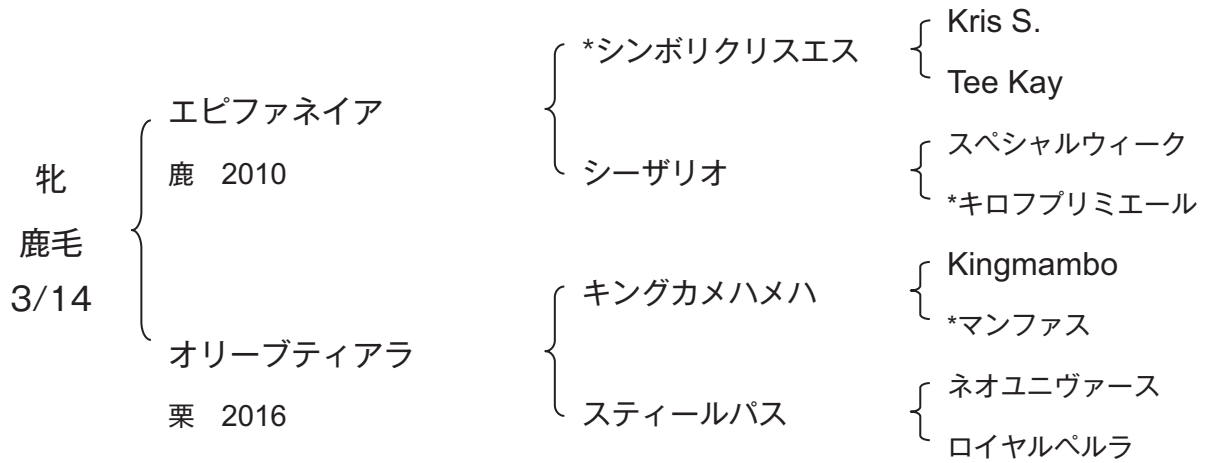 牝
鹿毛
3/14
エピファネイア
鹿 2010
オリーブティアラ
栗 2016
*シンボリクリスエス
シーザリオ
キングカメハメハ
スティールパス
Kris S.
Tee Kay
スペシャルウィーク
*キロフプリミエール
Kingmambo
*マンファス
ネオユニヴァース
ロイヤルペルラ